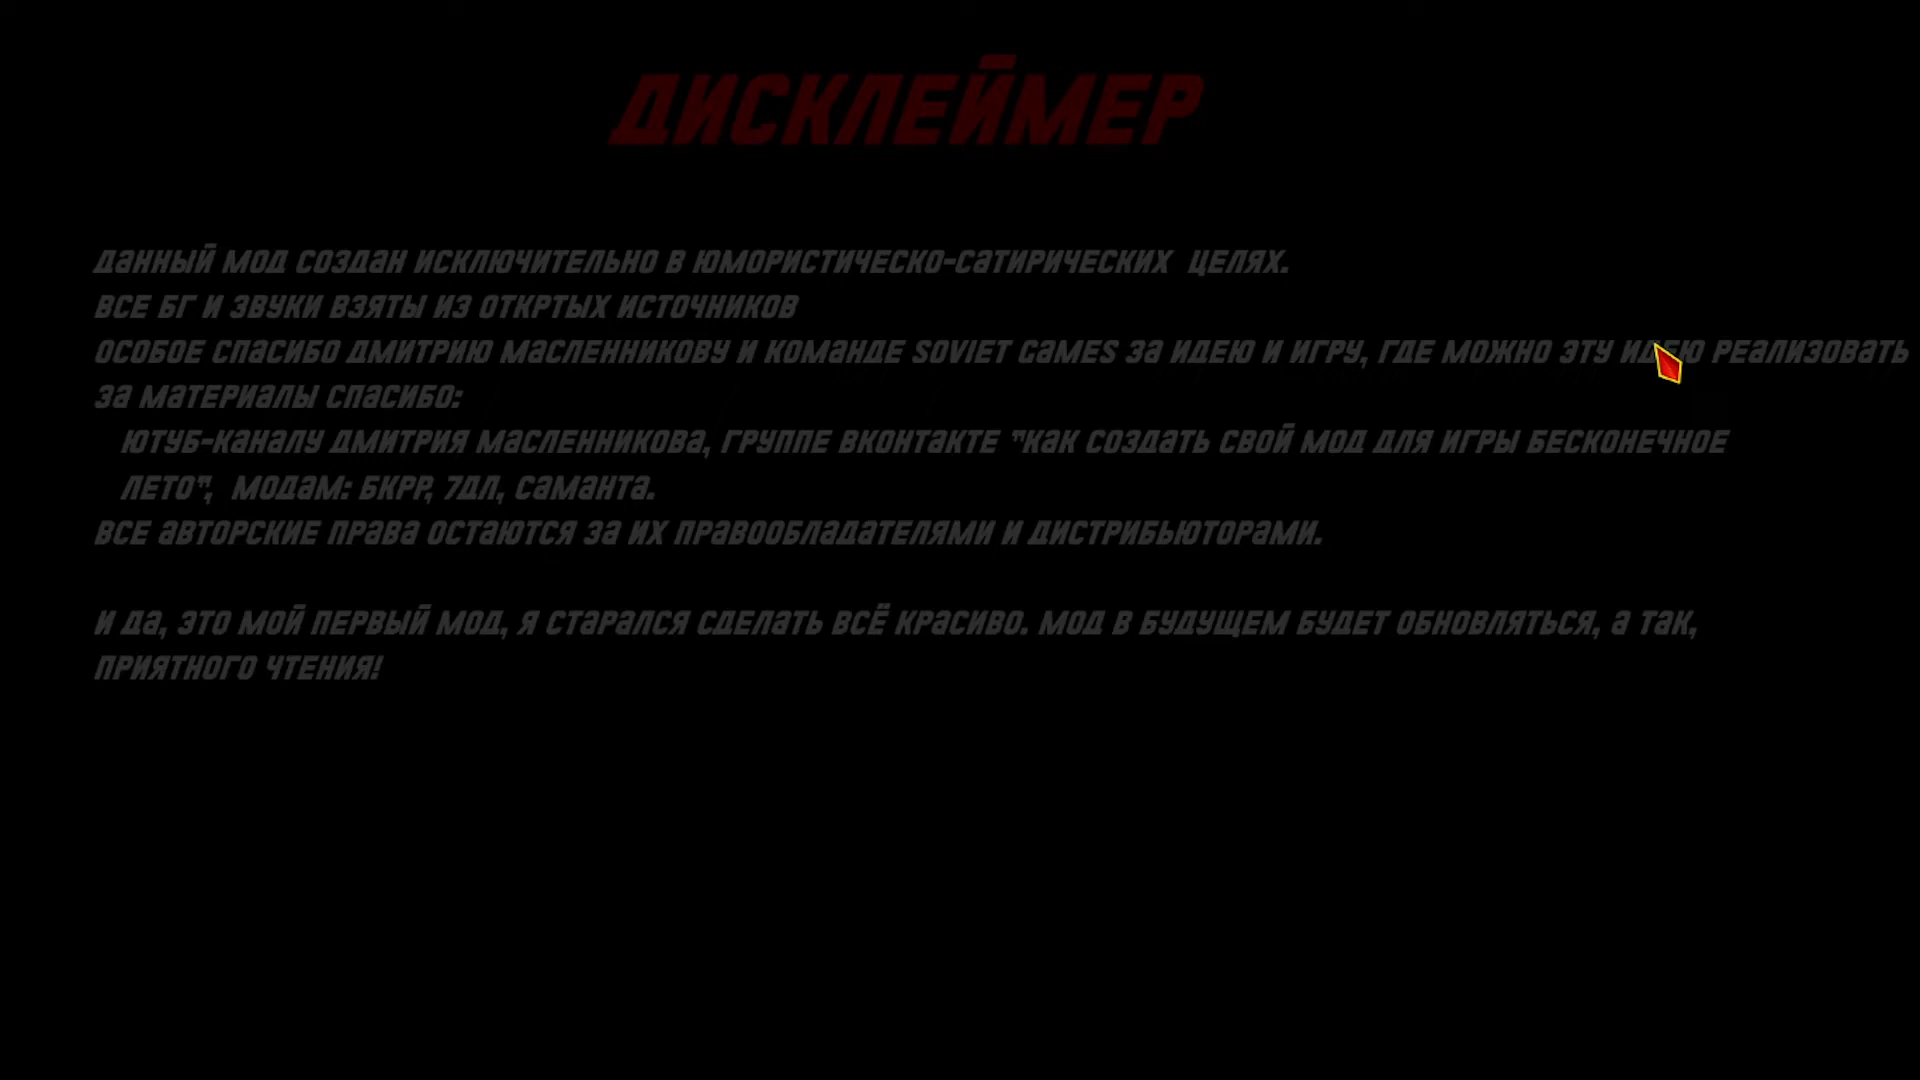 ДИСКЛЕЙМЕР
ДАННЫЙ МОД СОЗДАН ИСКЛЮЧИТЕЛЬНО В ЮМОРИСТИЧЕСКО-САТИРИЧЕСКИХ ЦЕЛЯХ.
ВСЕ БГ И ЗВУКИ ВЗЯТЫ ИЗ ОТКРТЫХ ИСТОЧНИКОВ
ОСОБОЕ СПАСИБО ДМИТРИЮ МАСЛЕННИКОВУ И КОМАНДЕ SOVIET GAMES ЗА ИДЕЮ И ИГРУ, ГДЕ МОЖНО ЭТУ ИДЕЮ РЕАЛИЗОВАТЬ
ЗА МАТЕРИАЛЫ СПАСИБО:
ЮТУБ-КАНАЛУ ДМИТРИЯ МАСЛЕННИКОВА, ГРУППЕ ВКОНТАКТЕ "КАК СОЗДАТЬ СВОЙ МОД ДЛЯ ИГРЫ БЕСКОНЕЧНОЕ
ЛЕТО", МОДАМ: БКРР, 7ДЛ, САМАНТА.
ВСЕ АВТОРСКИЕ ПРАВА ОСТАЮТСЯ ЗА ИХ ПРАВООБЛАДАТЕЛЯМИ И ДИСТРИБЬЮТОРАМИ.
И ДА, ЭТО МОЙ ПЕРВЫЙ МОД, Я СТАРАЛСЯ СДЕЛАТЬ ВСЁ КРАСИВО. МОД В БУДУЩЕМ БУДЕТ ОБНОВЛЯТЬСЯ, А ТАК,
ПРИЯТНОГО ЧТЕНИЯ!